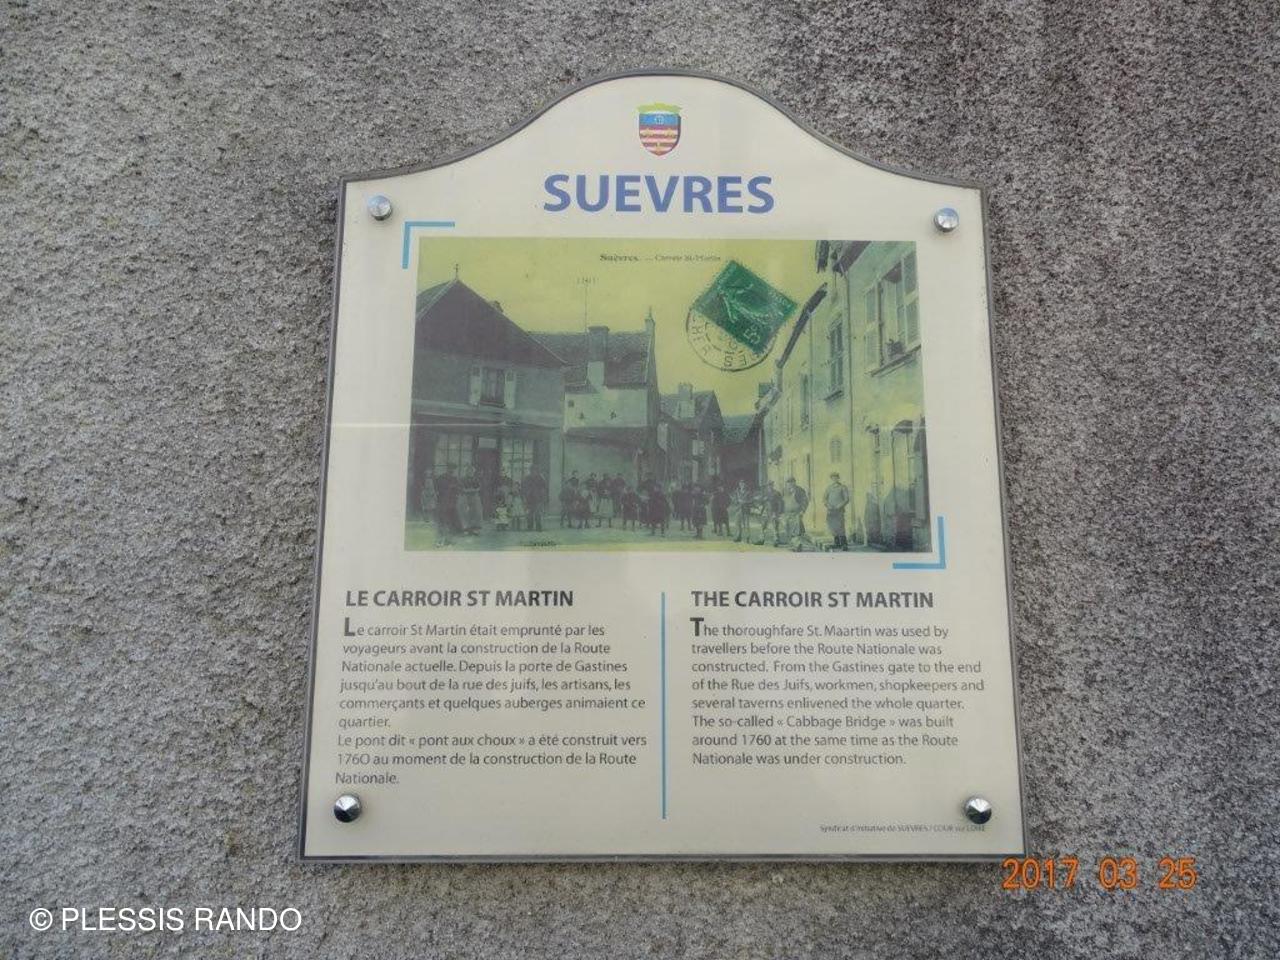 SUEVRES
Suèvres. — Carroir St-Martin
LE CARROIR ST MARTIN
Le carroir St Martin était emprunté par les
voyageurs avant la construction de la Route
Nationale actuelle. Depuis la porte de Gastines
jusqu'au bout de la rue des juifs, les artisans, les
commerçants et quelques auberges animaient ce
quartier.
Le pont dit « pont aux choux » a été construit vers
1760 au moment de la construction de la Route
Nationale.
THE CARROIR ST MARTIN
The thoroughfare St. Maartin was used by
travellers before the Route Nationale was
constructed. From the Gastines gate to the end
of the Rue des Juifs, workmen, shopkeepers and
several taverns enlivened the whole quarter.
The so-called « Cabbage Bridge » was built
around 1760 at the same time as the Route
Nationale was under construction.
Syndicat d'initiative de SUEVRES / COUR sur LOIRE
2017 03 25
© PLESSIS RANDO